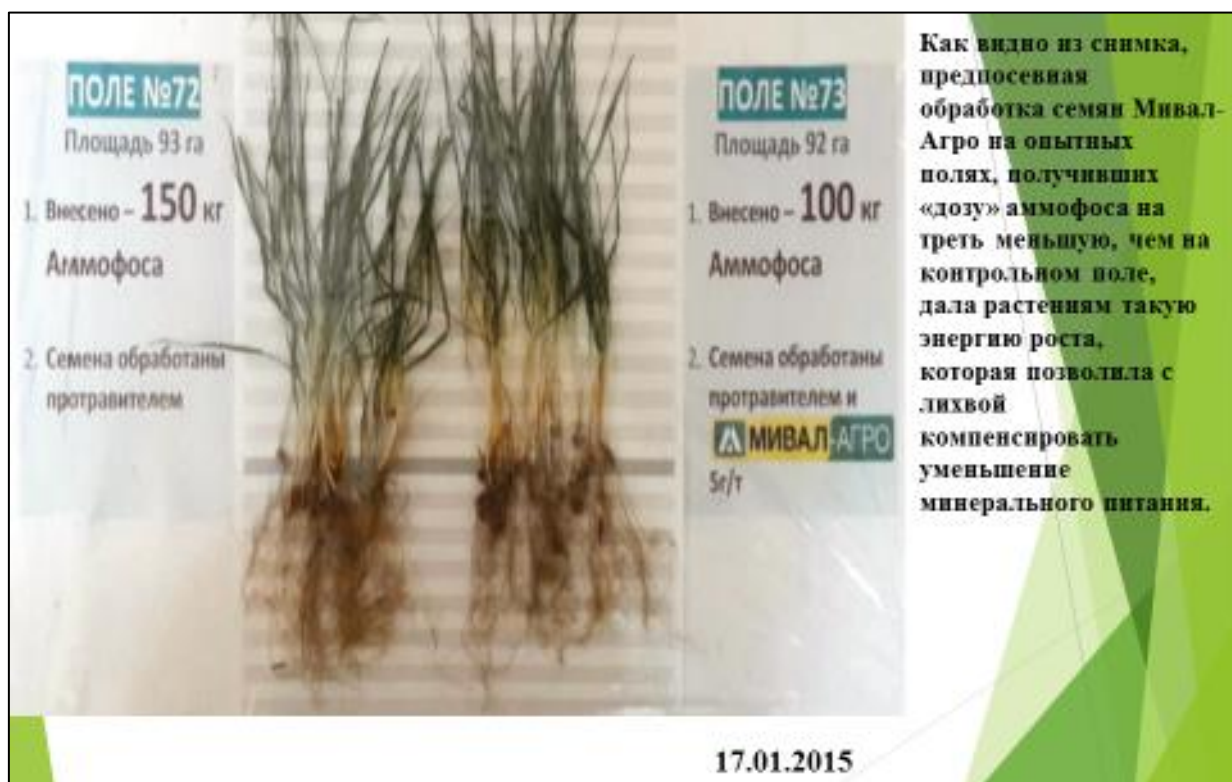 ПОЛЕ №72
Площадь 93 га
1. Внесено – 150 кг
Аммофоса
2. Семена обработаны
протравителем
ПОЛЕ №73
Площадь 92 га
1. Внесено – 100 кг
Аммофоса
2. Семена обработаны
протравителем и
МИВАЛ-АГРО
5г/т
Как видно из снимка,
предпосевная
обработка семян Мивал-
Агро на опытных
полях, получивших
«дозу» аммофоса на
треть меньшую, чем на
контрольном поле,
дала растениям такую
энергию роста,
которая позволила с
лихвой
компенсировать
уменьшение
минерального питания.
17.01.2015